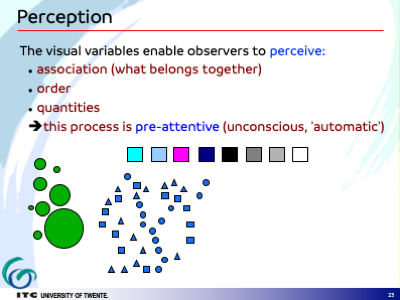 Perception
The visual variables enable observers to perceive:
• association (what belongs together)
• order
• quantities
➔this process is pre-attentive (unconscious, 'automatic')
ITC UNIVERSITY OF TWENTE.
23